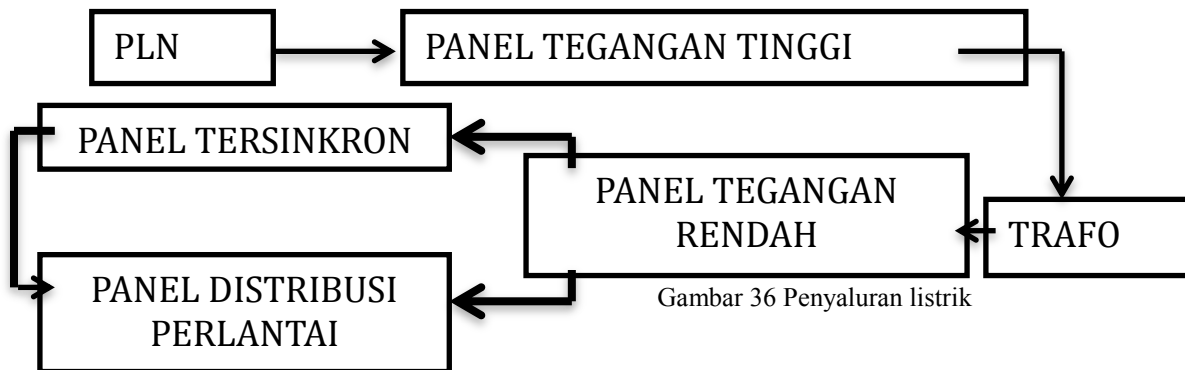 PLN
PANEL TEGANGAN TINGGI
PANEL TERSINKRON
PANEL TEGANGAN
RENDAH
TRAFO
PANEL DISTRIBUSI
PERLANTAI
Gambar 36 Penyaluran listrik